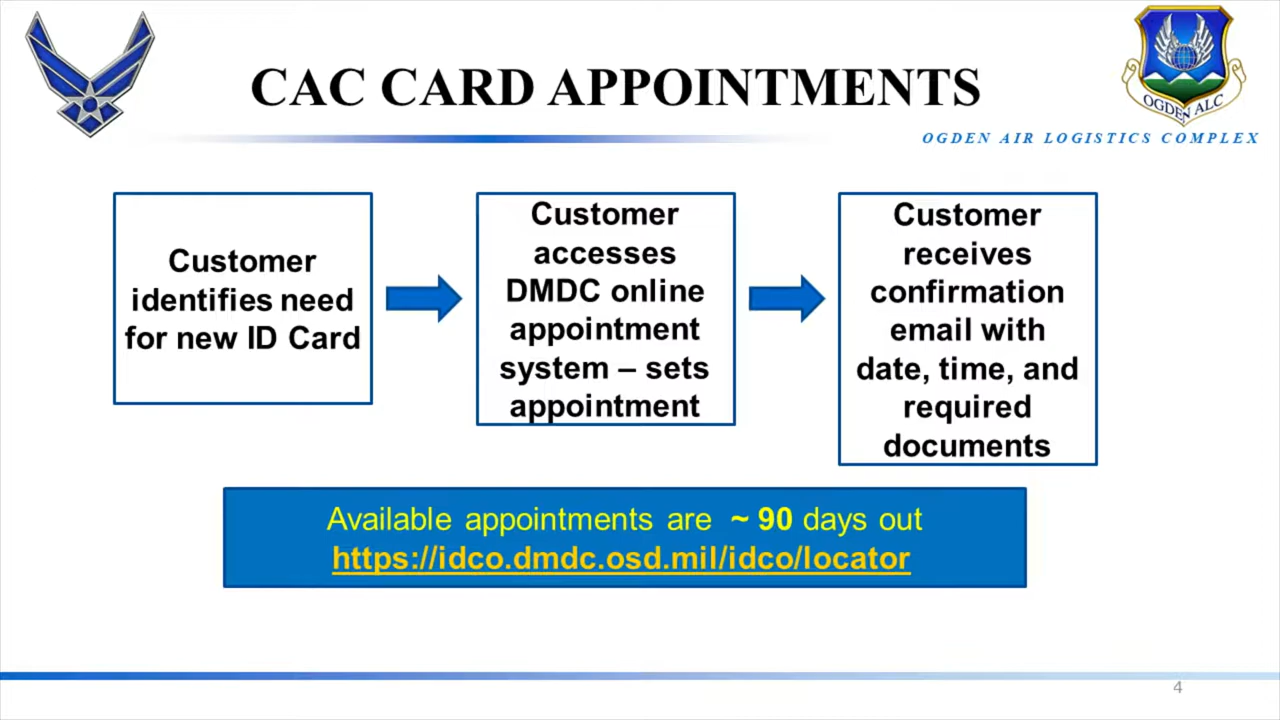 CAC CARD APPOINTMENTS
OGDEN ALC
OGDEN AIR LOGISTICS COMPLEX
Customer
identifies need
for new ID Card
Customer
accesses
DMDC online
appointment
system – sets
appointment
Customer
receives
confirmation
email with
date, time, and
required
documents
Available appointments are ~ 90 days out
https://idco.dmdc.osd.mil/idco/locator
4